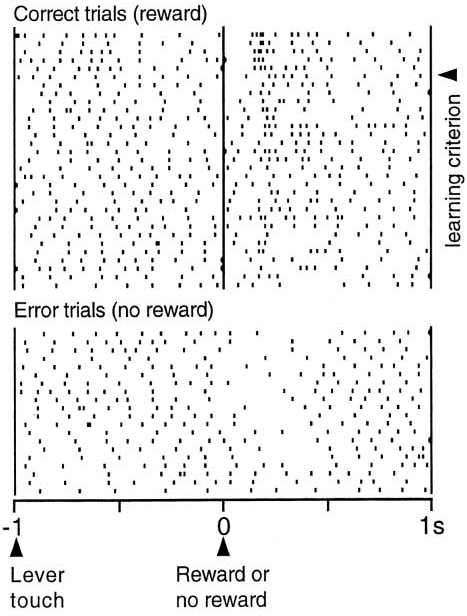 Correct trials (reward)
learning criterion
Error trials (no reward)
-1
0
1s
Lever
touch
Reward or
no reward